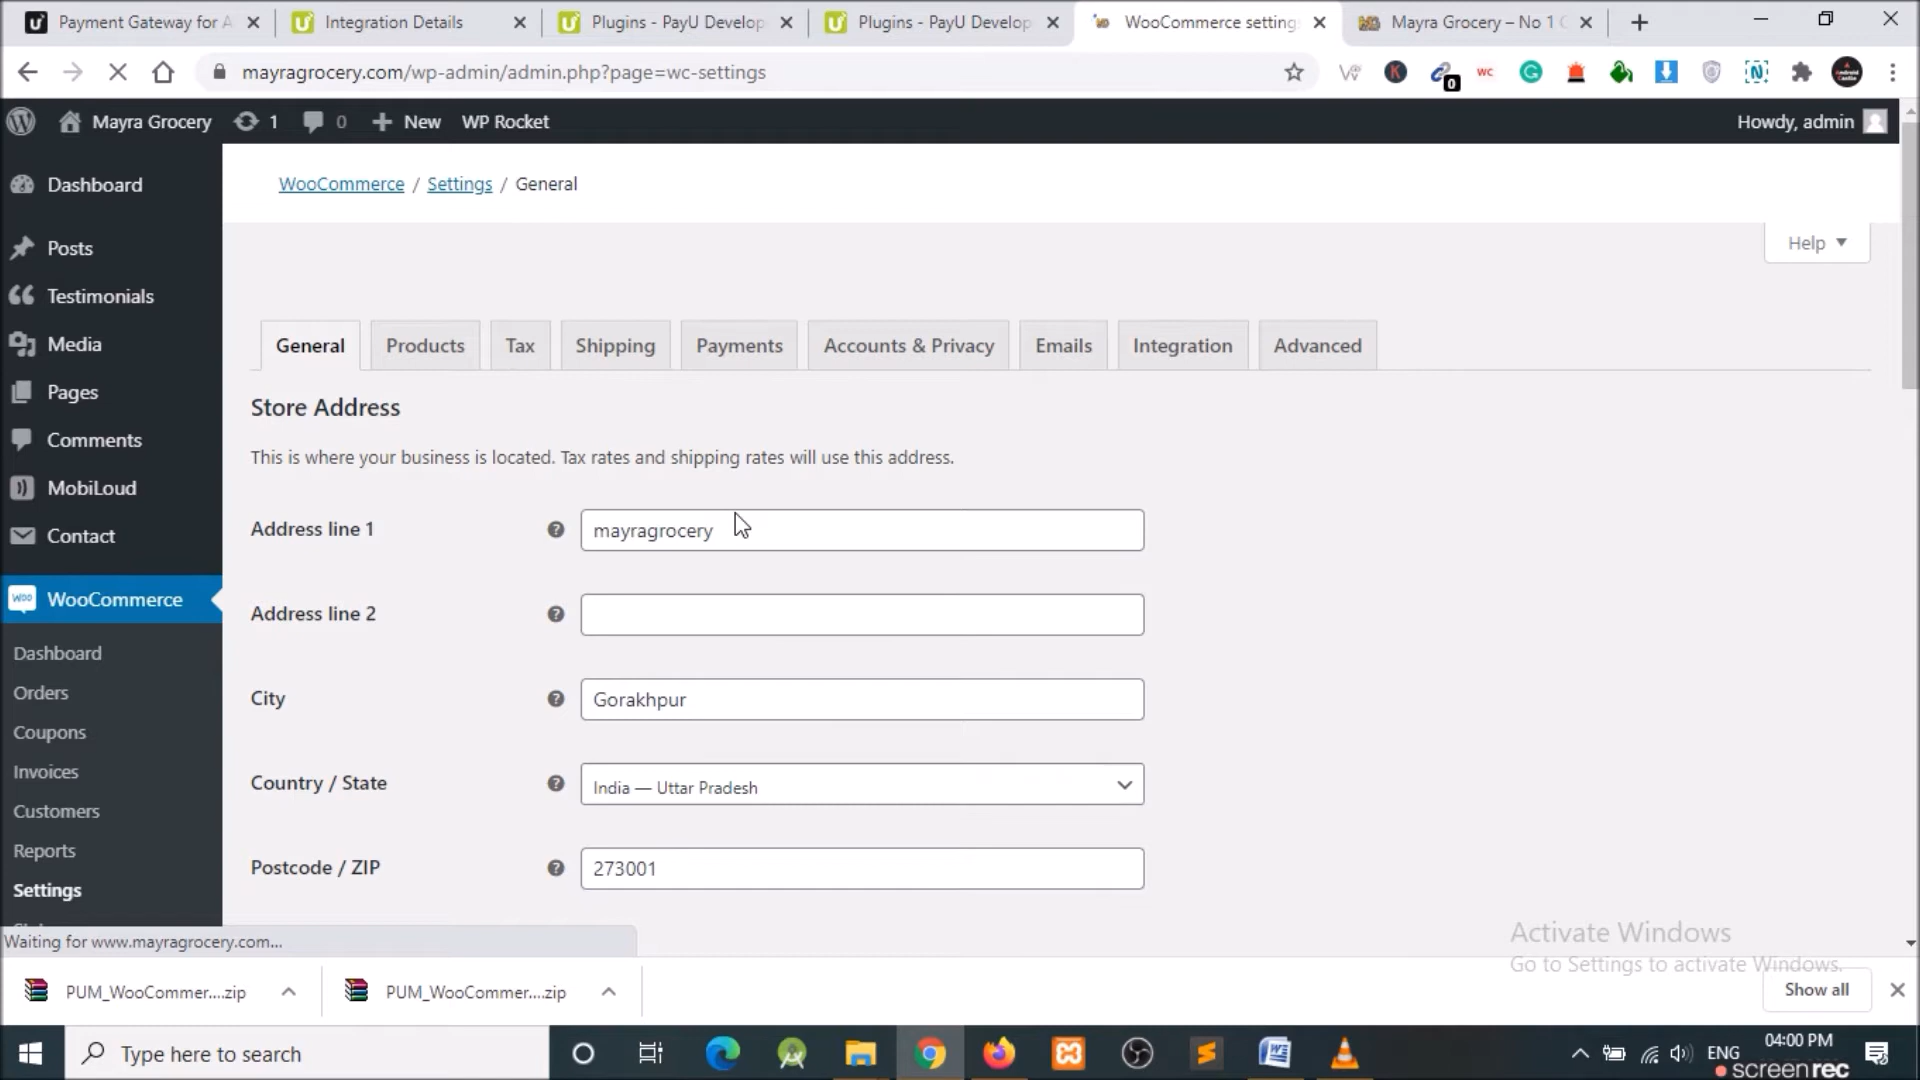 Payment Gateway for A
Integration Details
Plugins - PayU Develop
Plugins - PayU Develop
WooCommerce setting
Mayra Grocery – No 1 G
mayragrocery.com/wp-admin/admin.php?page=wc-settings
0
WC
Mayra Grocery
1
0
New
WP Rocket
Howdy, admin
Dashboard
WooCommerce / Settings / General
Posts
Help
Testimonials
Media
General
Products
Tax
Shipping
Payments
Accounts & Privacy
Emails
Integration
Advanced
Pages
Store Address
Comments
This is where your business is located. Tax rates and shipping rates will use this address.
MobiLoud
Contact
Address line 1
mayragrocery
WooCommerce
Address line 2
Dashboard
Orders
City
Gorakhpur
Coupons
Invoices
Country / State
India — Uttar Pradesh
Customers
Reports
Postcode / ZIP
273001
Settings
Waiting for www.mayragrocery.com...
Activate Windows
Go to Settings to activate Windows.
PUM_WooCommer....zip
PUM_WooCommer....zip
Show all
Type here to search
ENG
04:00 PM
screenrec